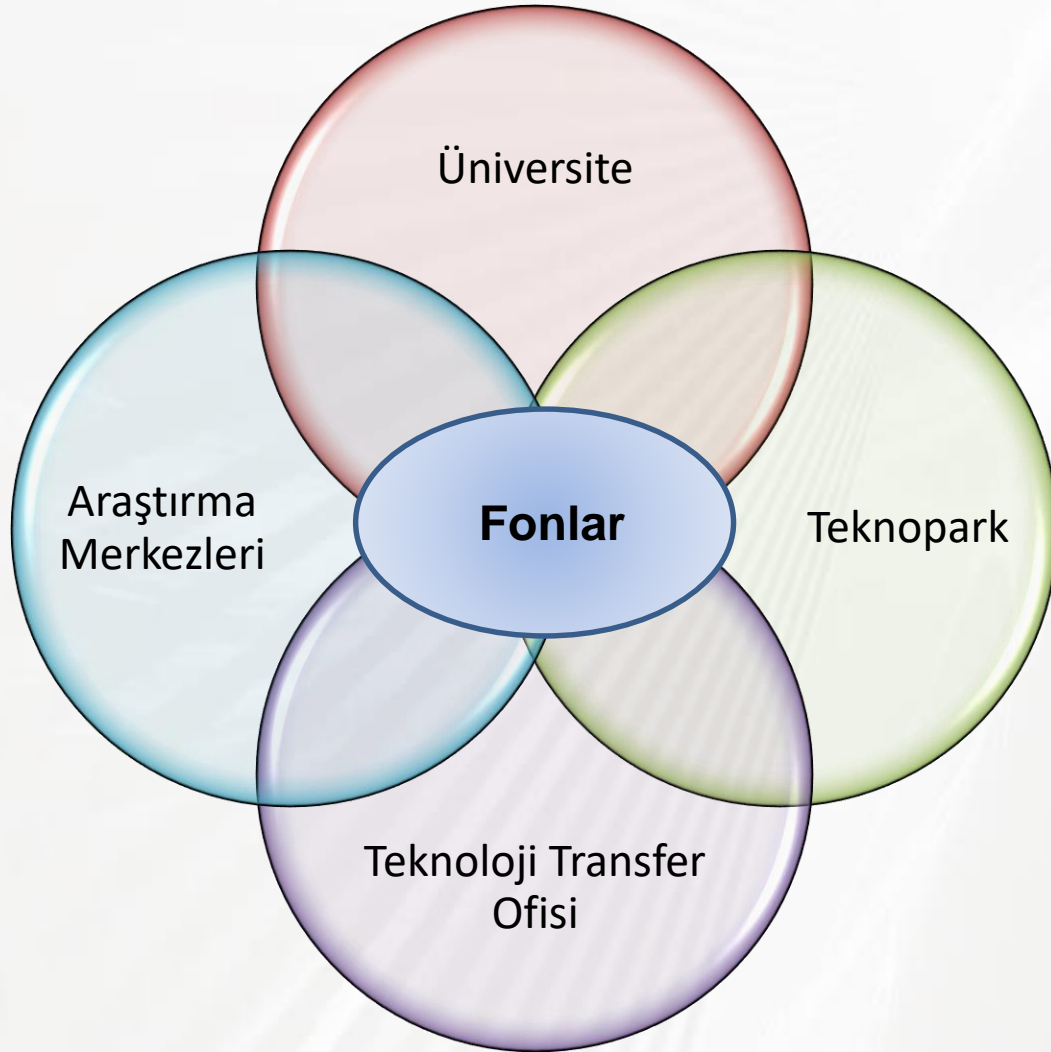 Üniversite
Araştırma
Merkezleri
Fonlar
Teknopark
Teknoloji Transfer
Ofisi